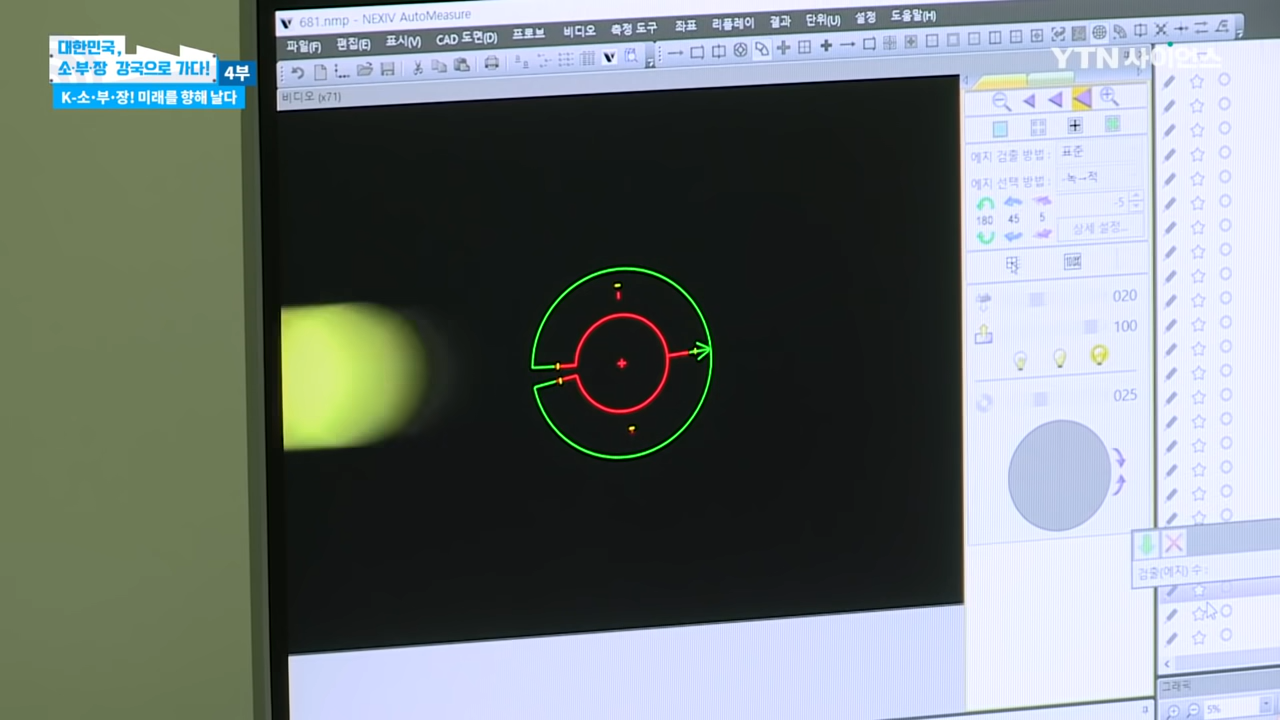 대한민국,
소·부·장 강국으로 가다! 4부
K-소·부·장! 미래를 향해 날다
YTN 사이언스
681.nmp - NEXIV AutoMeasure
파일(F) 편집(E) 표시(V) CAD 도면(D) 프로브 비디오 측정 도구 좌표 리플레이 결과 단위(U) 설정 도움말(H)
비디오 (x71)
에지 검출 방법 : 표준
에지 선택 방법 : -녹→적
180 45 5 -5
상세 설정...
020
100
025
검출(에지) 수 :
그래픽
5%